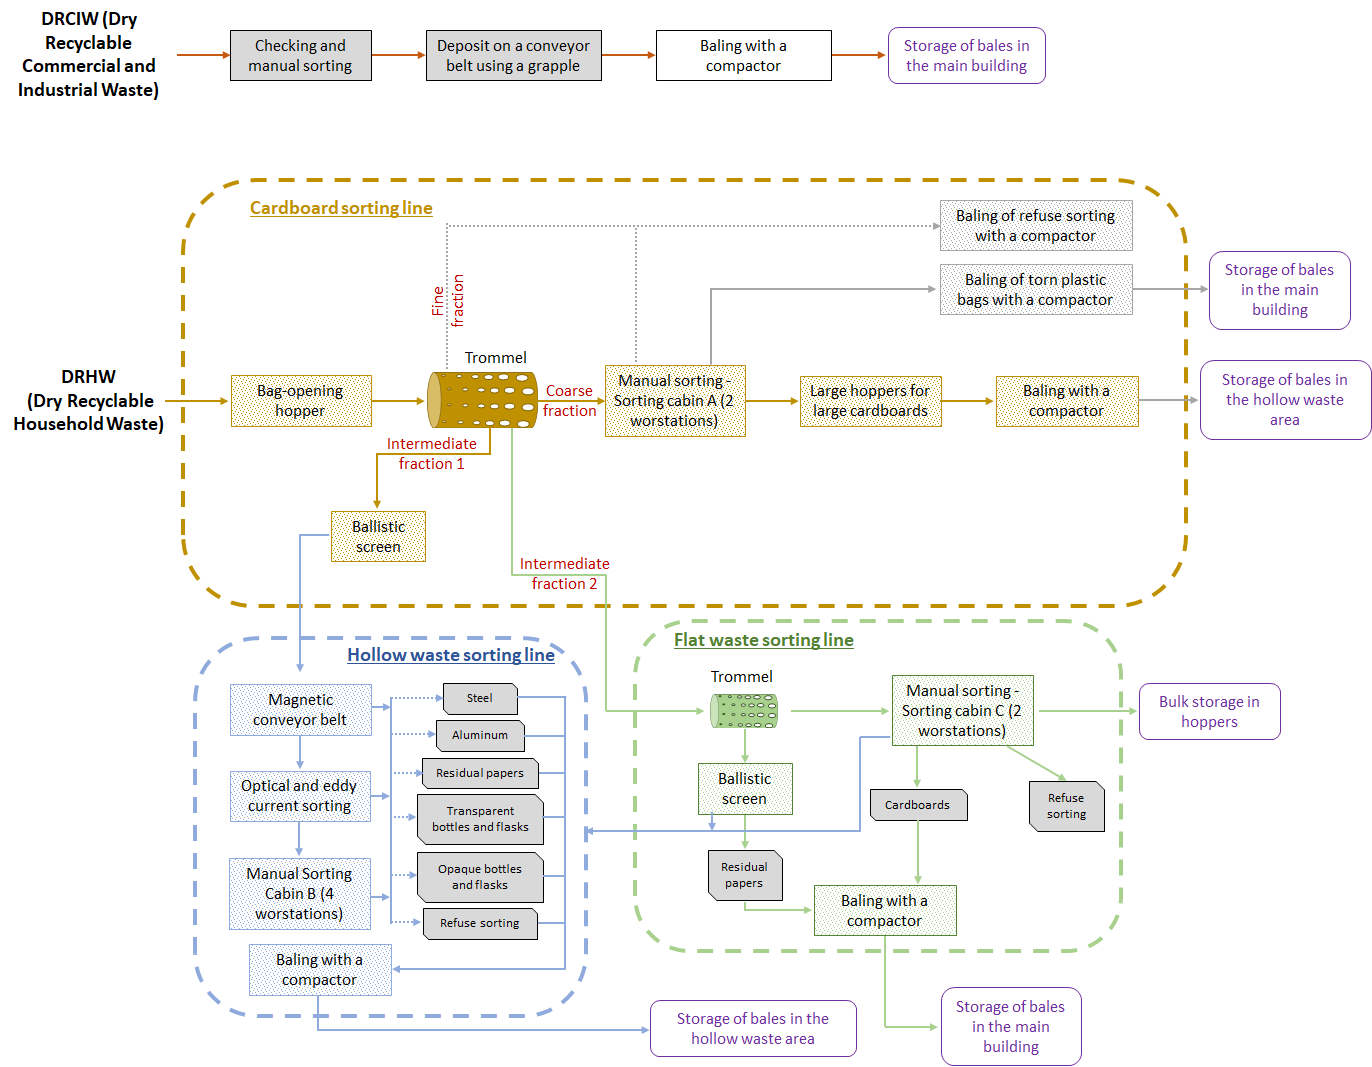 DRCIW (Dry
Recyclable
Commercial and
Industrial Waste)
Checking and
manual sorting
Deposit on a conveyor
belt using a grapple
Baling with a
compactor
Storage of bales in
the main building
Cardboard sorting line
Baling of refuse sorting
with a compactor
Baling of torn plastic
bags with a compactor
Storage of bales
in the main
building
Fine
fraction
Trommel
DRHW
(Dry Recyclable
Household Waste)
Bag-opening
hopper
Coarse
fraction
Manual sorting -
Sorting cabin A (2
worstations)
Large hoppers for
large cardboards
Baling with a
compactor
Storage of bales in
the hollow waste
area
Intermediate
fraction 1
Ballistic
screen
Intermediate
fraction 2
Hollow waste sorting line
Magnetic
conveyor belt
Optical and eddy
current sorting
Manual Sorting
Cabin B (4
worstations)
Steel
Aluminum
Residual papers
Transparent
bottles and flasks
Opaque bottles
and flasks
Refuse sorting
Baling with a
compactor
Storage of bales in the
hollow waste area
Flat waste sorting line
Trommel
Manual sorting -
Sorting cabin C (2
worstations)
Bulk storage in
hoppers
Ballistic
screen
Cardboards
Refuse
sorting
Residual
papers
Baling with a
compactor
Storage of bales
in the main
building